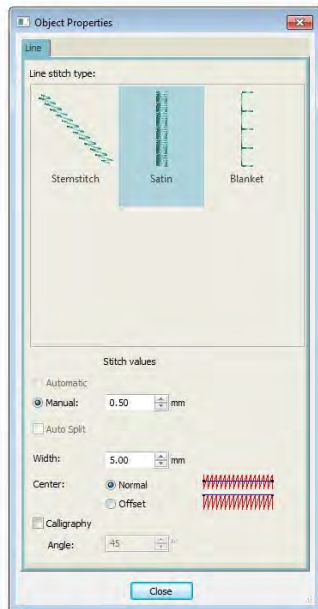 Object Properties
Line
Line stitch type:
Stemstitch Satin Blanket
Stitch values
Automatic
Manual: 0.50 mm
Auto Split
Width: 5.00 mm
Center: Normal
Offset
Calligraphy
Angle: 45 °
Close